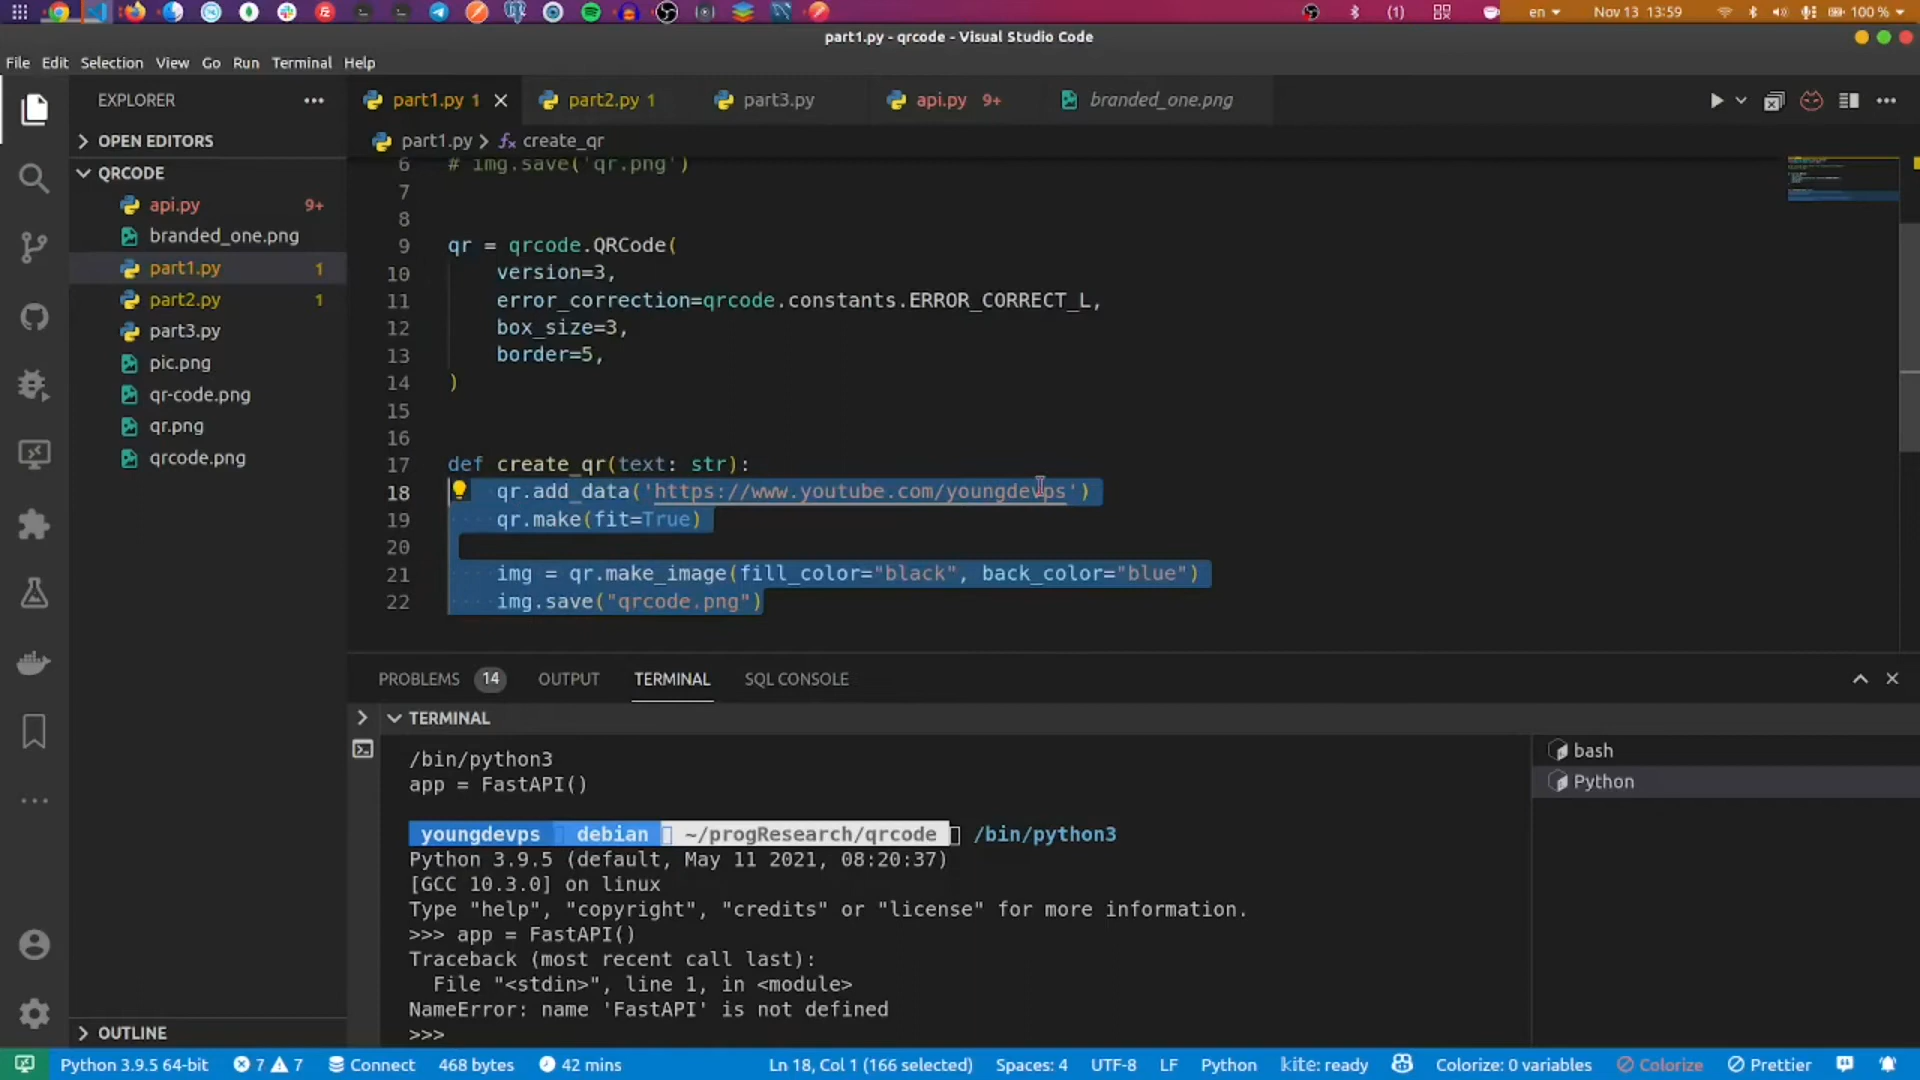 (1)
en
Nov 13 13:59
100 %
part1.py - qrcode - Visual Studio Code
File Edit Selection View Go Run Terminal Help
EXPLORER
part1.py 1
part2.py 1
part3.py
api.py 9+
branded_one.png
OPEN EDITORS
part1.py > create_qr
QRCODE
api.py 9+
branded_one.png
part1.py 1
part2.py 1
part3.py
pic.png
qr-code.png
qr.png
qrcode.png
6 # img.save('qr.png')
7
8
9 qr = qrcode.QRCode(
10 version=3,
11 error_correction=qrcode.constants.ERROR_CORRECT_L,
12 box_size=3,
13 border=5,
14 )
15
16
17 def create_qr(text: str):
18 qr.add_data('https://www.youtube.com/youngdevps')
19 qr.make(fit=True)
20
21 img = qr.make_image(fill_color="black", back_color="blue")
22 img.save("qrcode.png")
PROBLEMS 14 OUTPUT TERMINAL SQL CONSOLE
TERMINAL
/bin/python3
app = FastAPI()
youngdevps debian ~/progResearch/qrcode /bin/python3
Python 3.9.5 (default, May 11 2021, 08:20:37)
[GCC 10.3.0] on linux
Type "help", "copyright", "credits" or "license" for more information.
>>> app = FastAPI()
Traceback (most recent call last):
File "<stdin>", line 1, in <module>
NameError: name 'FastAPI' is not defined
>>>
bash
Python
OUTLINE
Python 3.9.5 64-bit 7 7 Connect 468 bytes 42 mins Ln 18, Col 1 (166 selected) Spaces: 4 UTF-8 LF Python kite: ready Colorize: 0 variables Colorize Prettier